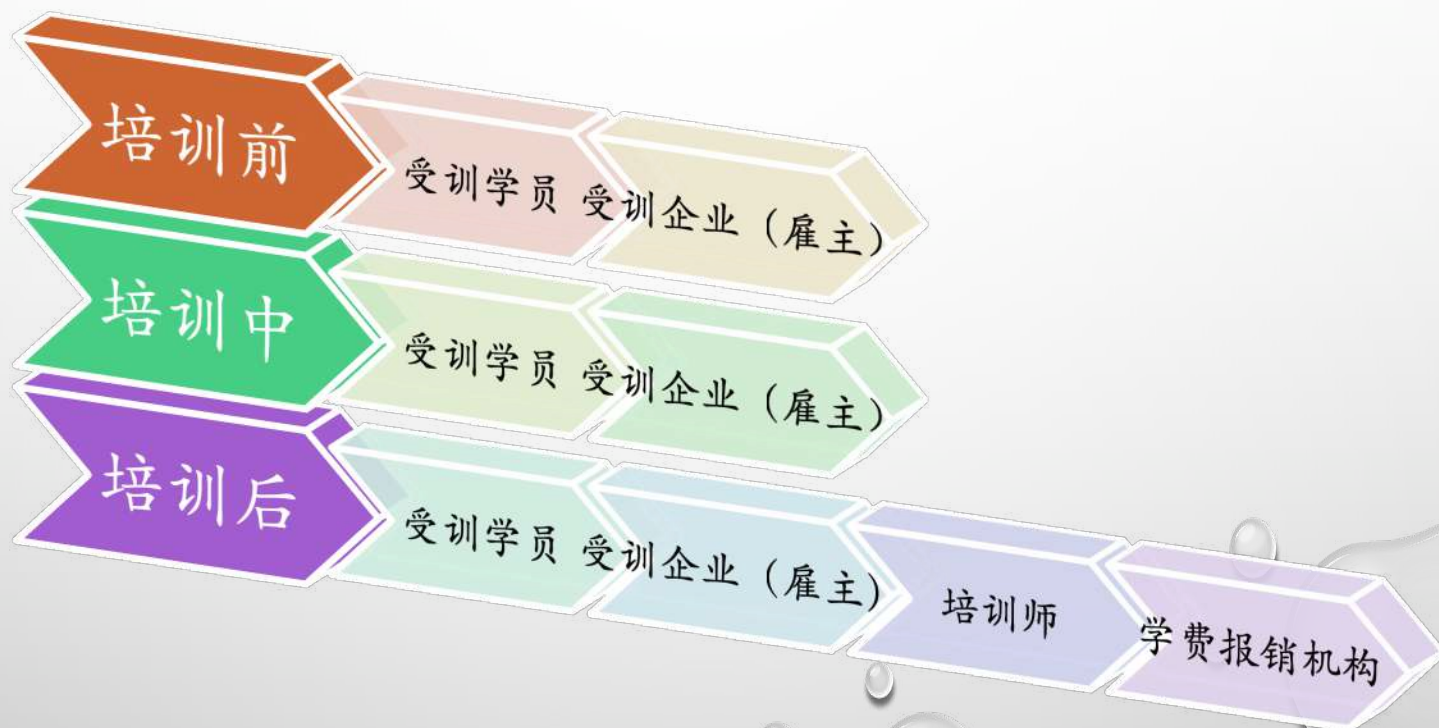 培训前
受训学员
受训企业（雇主）
培训中
受训学员
受训企业（雇主）
培训后
受训学员
受训企业（雇主）
培训师
学费报销机构